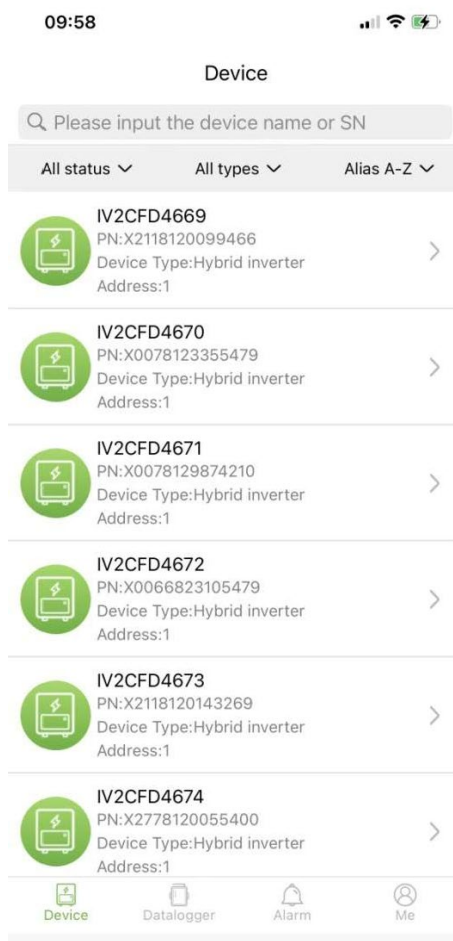 09:58
Device
Please input the device name or SN
All status All types Alias A-Z
IV2CFD4669
PN:X2118120099466
Device Type:Hybrid inverter
Address:1
IV2CFD4670
PN:X0078123355479
Device Type:Hybrid inverter
Address:1
IV2CFD4671
PN:X0078129874210
Device Type:Hybrid inverter
Address:1
IV2CFD4672
PN:X0066823105479
Device Type:Hybrid inverter
Address:1
IV2CFD4673
PN:X2118120143269
Device Type:Hybrid inverter
Address:1
IV2CFD4674
PN:X2778120055400
Device Type:Hybrid inverter
Address:1
Device Datalogger Alarm Me